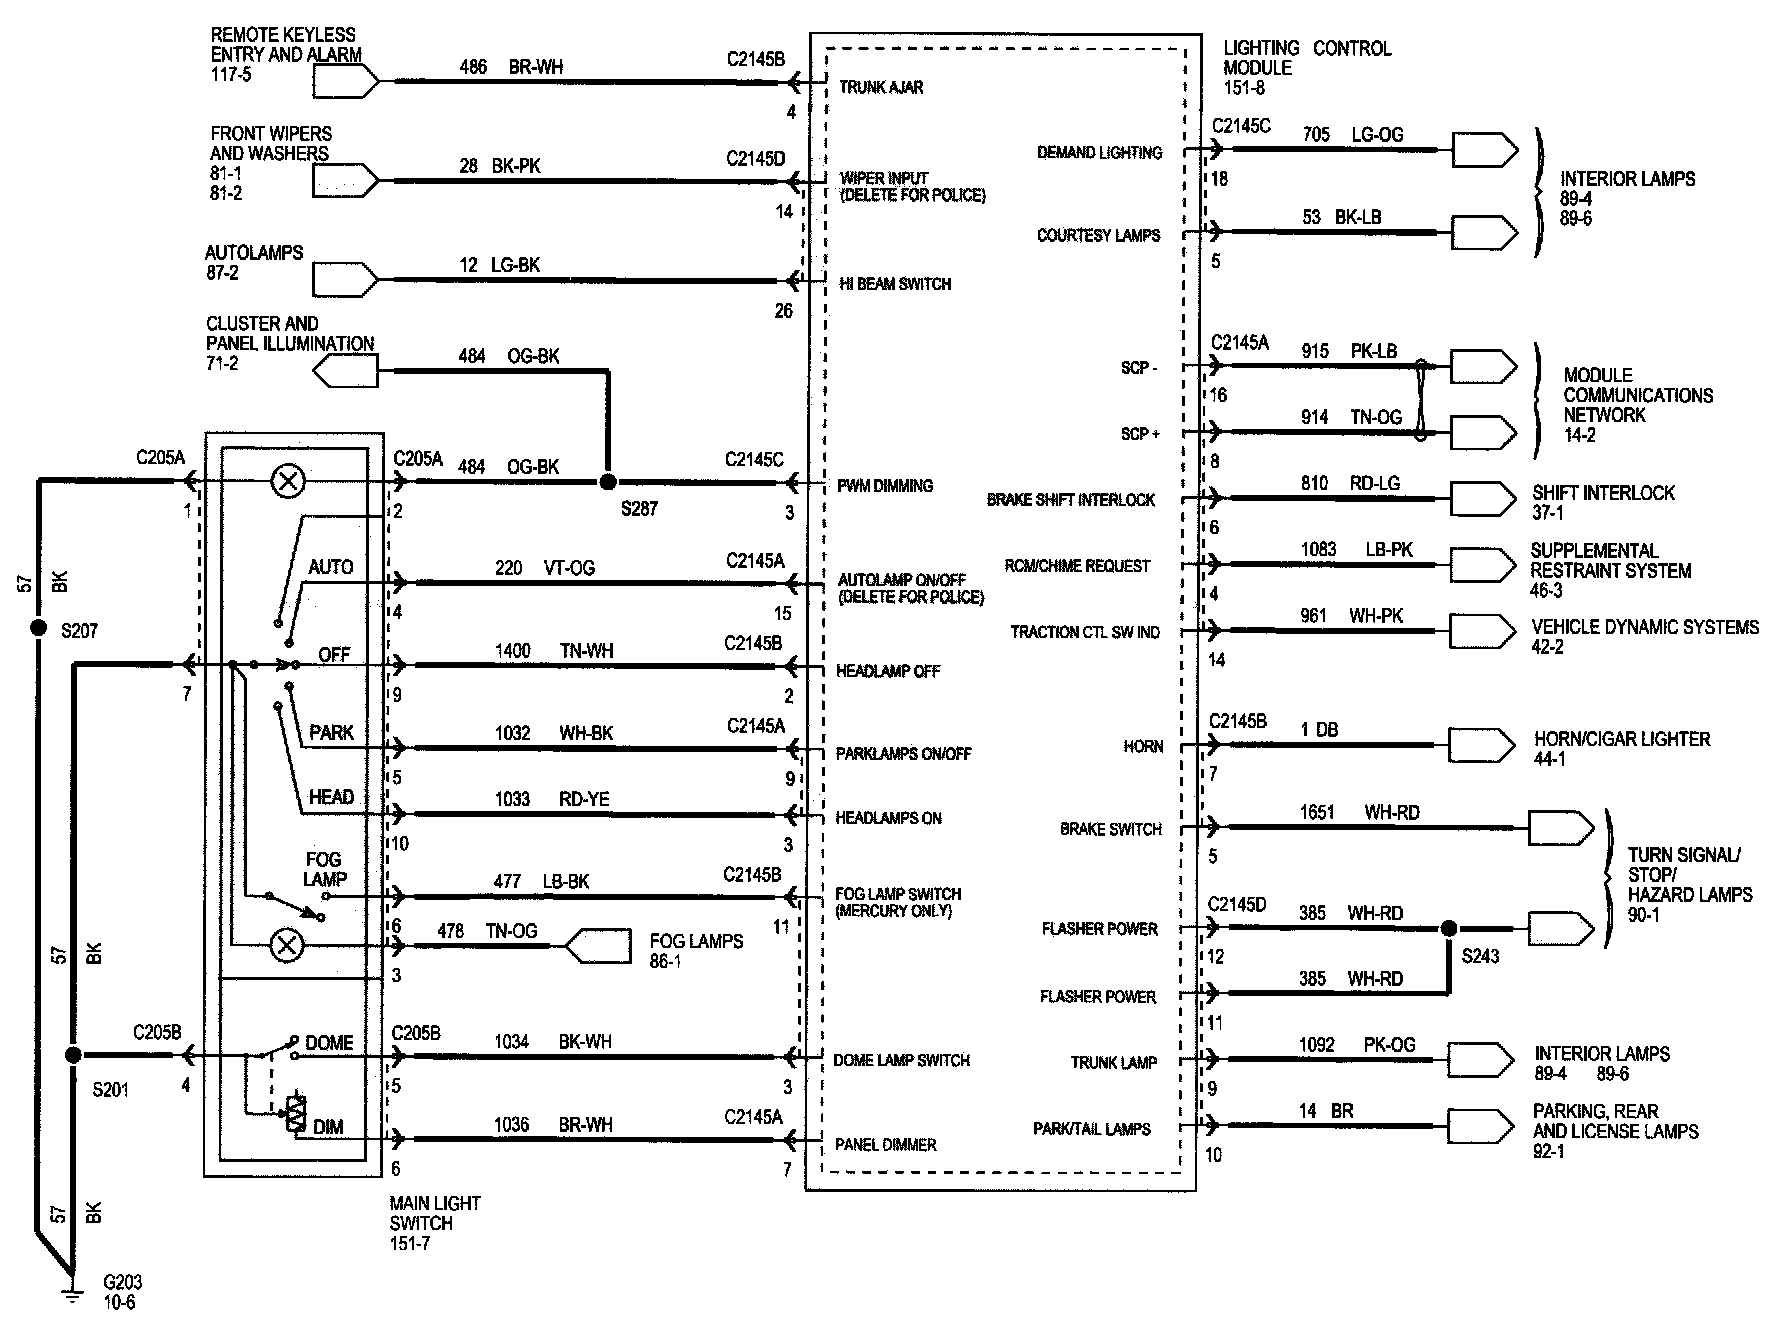 REMOTE KEYLESS
ENTRY AND ALARM
117-5
486 BR-WH
C2145B
4
TRUNK AJAR
FRONT WIPERS
AND WASHERS
81-1
81-2
28 BK-PK
C2145D
14
WIPER INPUT
(DELETE FOR POLICE)
AUTOLAMPS
87-2
12 LG-BK
26
HI BEAM SWITCH
CLUSTER AND
PANEL ILLUMINATION
71-2
484 OG-BK
C205A
1
C205A
2
484 OG-BK
S287
C2145C
3
PWM DIMMING
AUTO
4
220 VT-OG
C2145A
15
AUTOLAMP ON/OFF
(DELETE FOR POLICE)
57
BK
S207
7
OFF
9
1400 TN-WH
C2145B
2
HEADLAMP OFF
PARK
5
1032 WH-BK
C2145A
9
PARKLAMPS ON/OFF
HEAD
10
1033 RD-YE
3
HEADLAMPS ON
FOG
LAMP
6
477 LB-BK
C2145B
11
FOG LAMP SWITCH
(MERCURY ONLY)
3
478 TN-OG
FOG LAMPS
86-1
57
BK
S201
C205B
4
DOME
C205B
5
1034 BK-WH
3
DOME LAMP SWITCH
DIM
6
1036 BR-WH
C2145A
7
PANEL DIMMER
MAIN LIGHT
SWITCH
151-7
57
BK
G203
10-6
LIGHTING CONTROL
MODULE
151-8
DEMAND LIGHTING
C2145C
18
705 LG-OG
COURTESY LAMPS
5
53 BK-LB
INTERIOR LAMPS
89-4
89-6
SCP -
C2145A
16
915 PK-LB
SCP +
8
914 TN-OG
MODULE
COMMUNICATIONS
NETWORK
14-2
BRAKE SHIFT INTERLOCK
6
810 RD-LG
SHIFT INTERLOCK
37-1
RCM/CHIME REQUEST
4
1083 LB-PK
SUPPLEMENTAL
RESTRAINT SYSTEM
46-3
TRACTION CTL SW IND
14
961 WH-PK
VEHICLE DYNAMIC SYSTEMS
42-2
HORN
C2145B
7
1 DB
HORN/CIGAR LIGHTER
44-1
BRAKE SWITCH
5
1651 WH-RD
FLASHER POWER
C2145D
12
385 WH-RD
S243
TURN SIGNAL/
STOP/
HAZARD LAMPS
90-1
FLASHER POWER
11
385 WH-RD
TRUNK LAMP
9
1092 PK-OG
INTERIOR LAMPS
89-4 89-6
PARK/TAIL LAMPS
10
14 BR
PARKING, REAR
AND LICENSE LAMPS
92-1